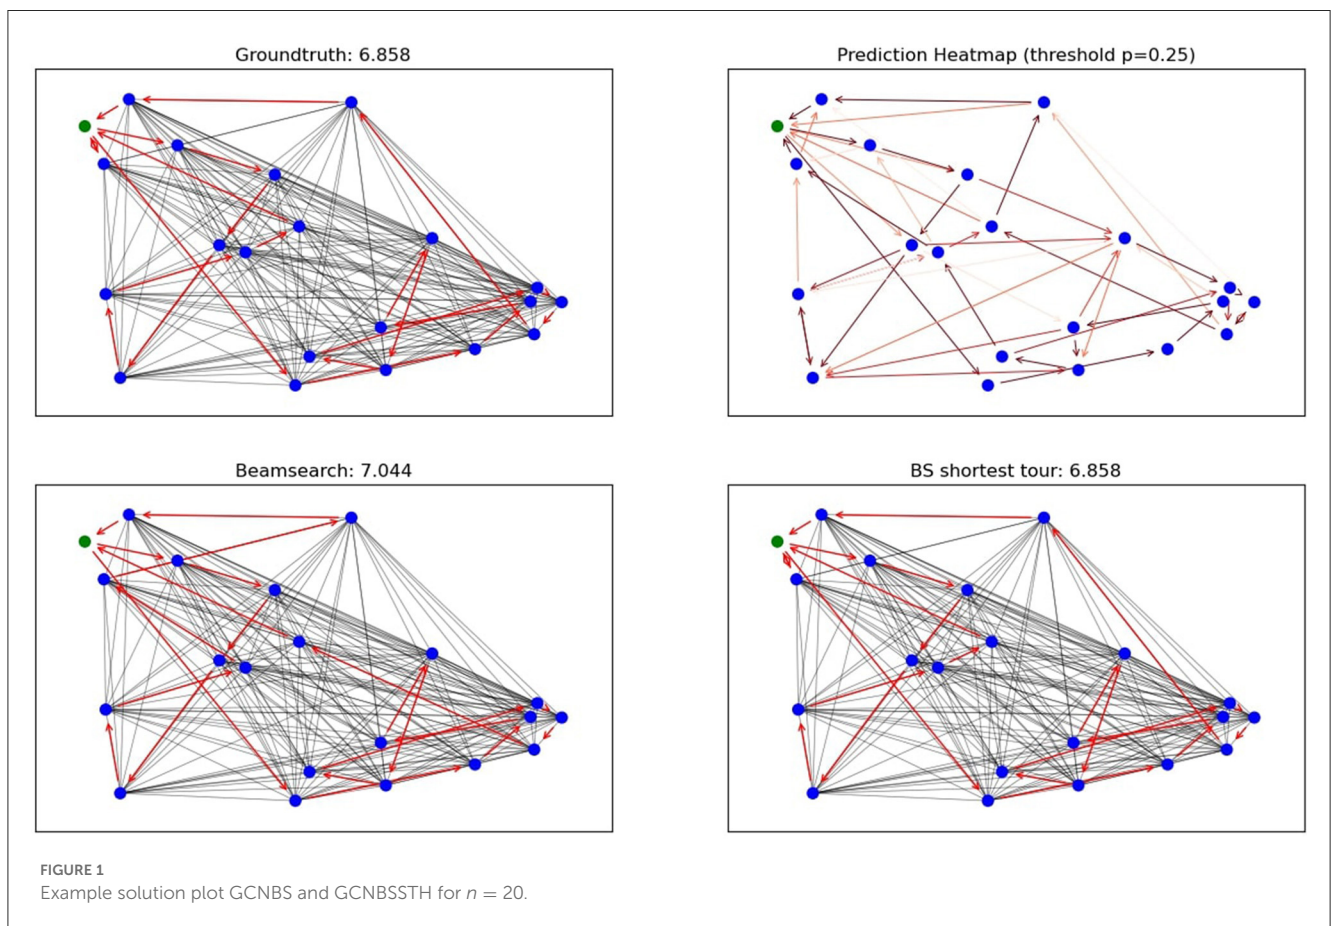 Groundtruth: 6.858
Prediction Heatmap (threshold p=0.25)
Beamsearch: 7.044
BS shortest tour: 6.858
FIGURE 1
Example solution plot GCNBS and GCNBSSTH for n = 20.